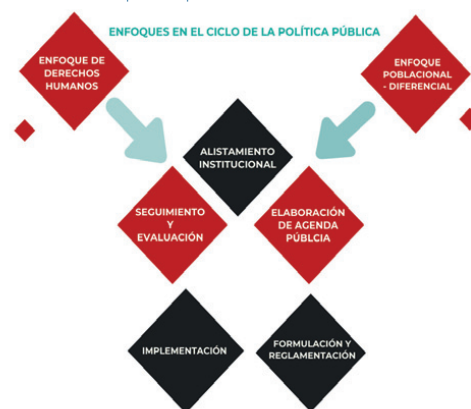 ENFOQUES EN EL CICLO DE LA POLÍTICA PÚBLICA
ENFOQUE DE
DERECHOS
HUMANOS
ENFOQUE
POBLACIONAL
- DIFERENCIAL
ALISTAMIENTO
INSTITUCIONAL
SEGUIMIENTO
Y
EVALUACIÓN
ELABORACIÓN
DE AGENDA
PÚBLCIA
IMPLEMENTACIÓN
FORMULACIÓN Y
REGLAMENTACIÓN